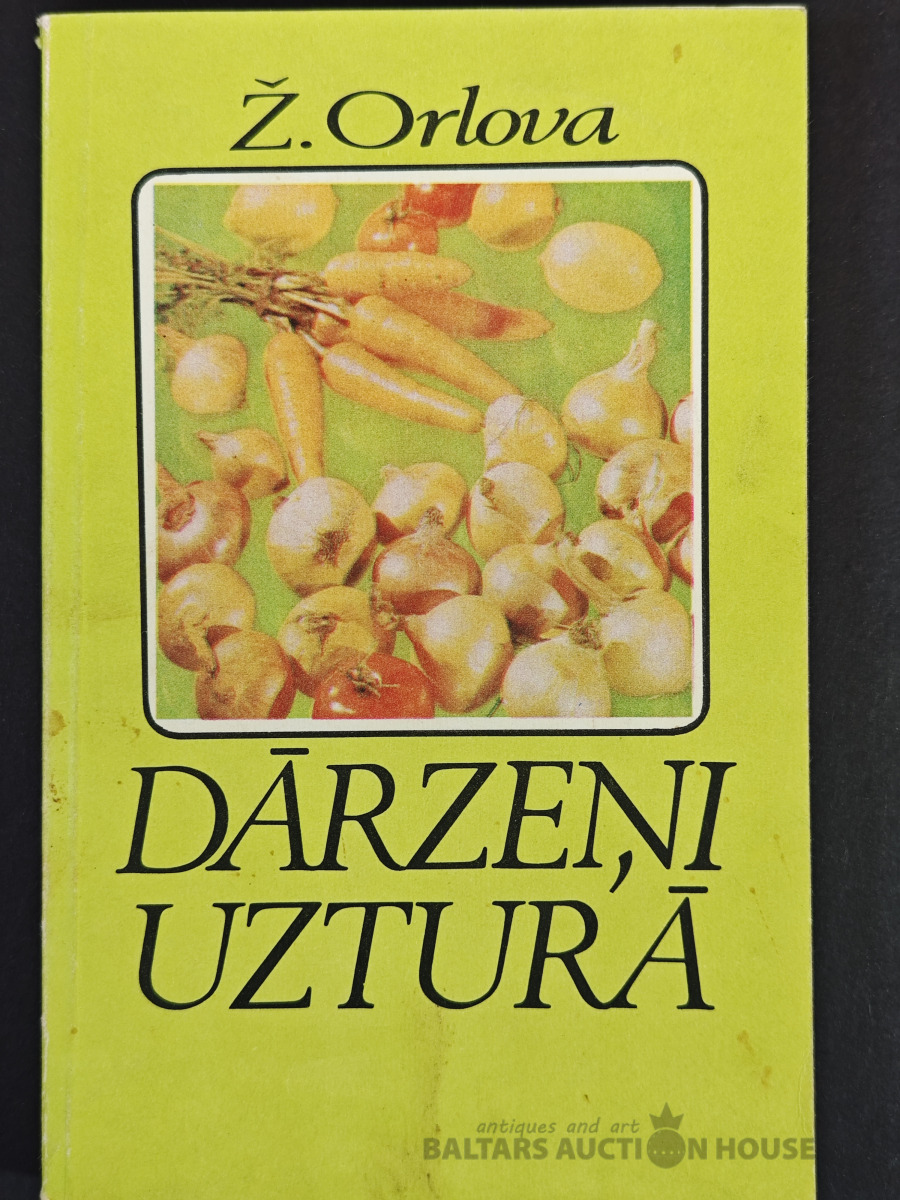 Ž. Orlova
DĀRZEŅI
UZTURĀ
antiques and art
BALTARS AUCTION HOUSE